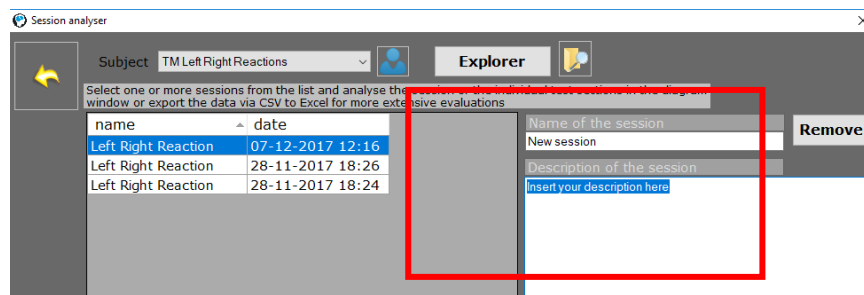 Session analyser
Subject TM Left Right Reactions Explorer
Select one or more sessions from the list and analyse the session or the individual test sections in the diagram
window or export the data via CSV to Excel for more extensive evaluations
name date
Left Right Reaction 07-12-2017 12:16
Left Right Reaction 28-11-2017 18:26
Left Right Reaction 28-11-2017 18:24
Name of the session
New session
Remove
Description of the session
Insert your description here